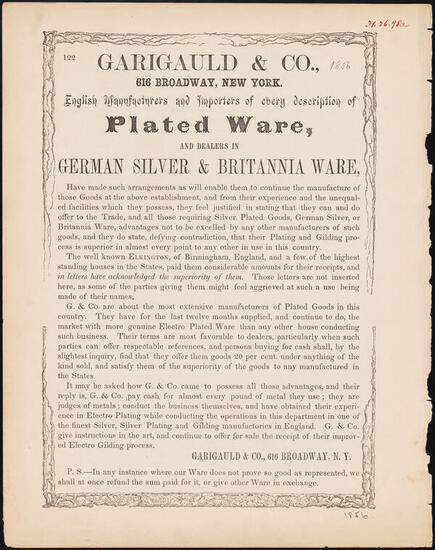 31.26.98a
122
GARIGAULD & CO.,
1856
616 BROADWAY, NEW YORK.
English Manufacturers and Importers of every description of
Plated Ware,
AND DEALERS IN
GERMAN SILVER & BRITANNIA WARE,
Have made such arrangements as will enable them to continue the manufacture of
those Goods at the above establishment, and from their experience and the unequal-
ed facilities which they possess, they feel justified in stating that they can and do
offer to the Trade, and all those requiring Silver Plated Goods, German Silver, or
Britannia Ware, advantages not to be excelled by any other manufacturers of such
goods, and they do state, defying contradiction, that their Plating and Gilding pro-
cess is superior in almost every point to any other in use in this country.
The well known ELKINGTON, of Birmingham, England, and a few of the highest
standing houses in the States, paid them considerable amounts for their receipts, and
in letters have acknowledged the superiority of them. Those letters are not inserted
here, as some of the parties giving them might feel aggrieved at such a use being
made of their names,
G. & Co. are about the most extensive manufacturers of Plated Goods in this
country. They have for the last twelve months supplied, and continue to do, the
market with more genuine Electro Plated Ware than any other house conducting
such business. Their terms are most favorable to dealers, particularly when such
parties can offer respectable references, and persons buying for cash shall, by the
slightest inquiry, find that they offer them goods 20 per cent. under anything of the
kind sold, and satisfy them of the superiority of the goods to any manufactured in
the States
It may be asked how G. & Co. came to possess all those advantages, and their
reply is, G. & Co. pay cash for almost every pound of metal they use; they are
judges of metals; conduct the business themselves, and have obtained their experi-
ence in Electro Plating while conducting the operations in this department in one of
the finest Silver, Silver Plating and Gilding manufactories in England. G. & Co.
give instructions in the art, and continue to offer for sale the receipt of their improv-
ed Electro Gilding process.
GARIGAULD & CO., 616 BROADWAY. N. Y.
P. S.—In any instance where our Ware does not prove so good as represented, we
shall at once refund the sum paid for it, or give other Ware in exchange.
1856